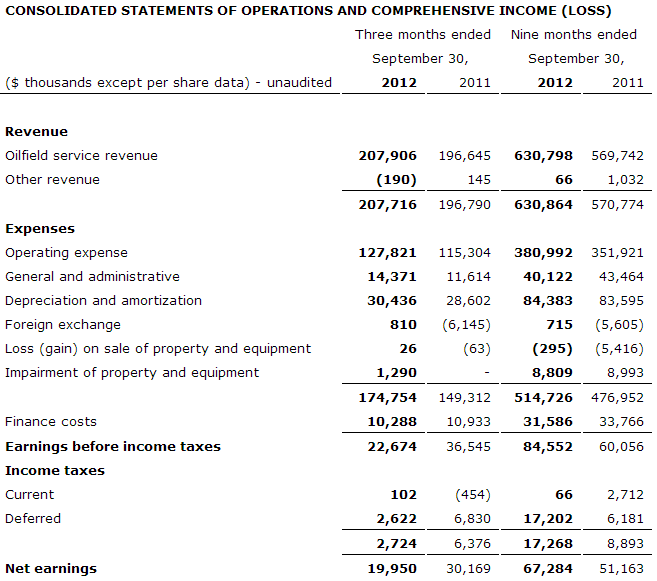 CONSOLIDATED STATEMENTS OF OPERATIONS AND COMPREHENSIVE INCOME (LOSS)
Three months ended Nine months ended
September 30, September 30,
($ thousands except per share data) - unaudited 2012 2011 2012 2011
Revenue
Oilfield service revenue 207,906 196,645 630,798 569,742
Other revenue (190) 145 66 1,032
207,716 196,790 630,864 570,774
Expenses
Operating expense 127,821 115,304 380,992 351,921
General and administrative 14,371 11,614 40,122 43,464
Depreciation and amortization 30,436 28,602 84,383 83,595
Foreign exchange 810 (6,145) 715 (5,605)
Loss (gain) on sale of property and equipment 26 (63) (295) (5,416)
Impairment of property and equipment 1,290 - 8,809 8,993
174,754 149,312 514,726 476,952
Finance costs 10,288 10,933 31,586 33,766
Earnings before income taxes 22,674 36,545 84,552 60,056
Income taxes
Current 102 (454) 66 2,712
Deferred 2,622 6,830 17,202 6,181
2,724 6,376 17,268 8,893
Net earnings 19,950 30,169 67,284 51,163